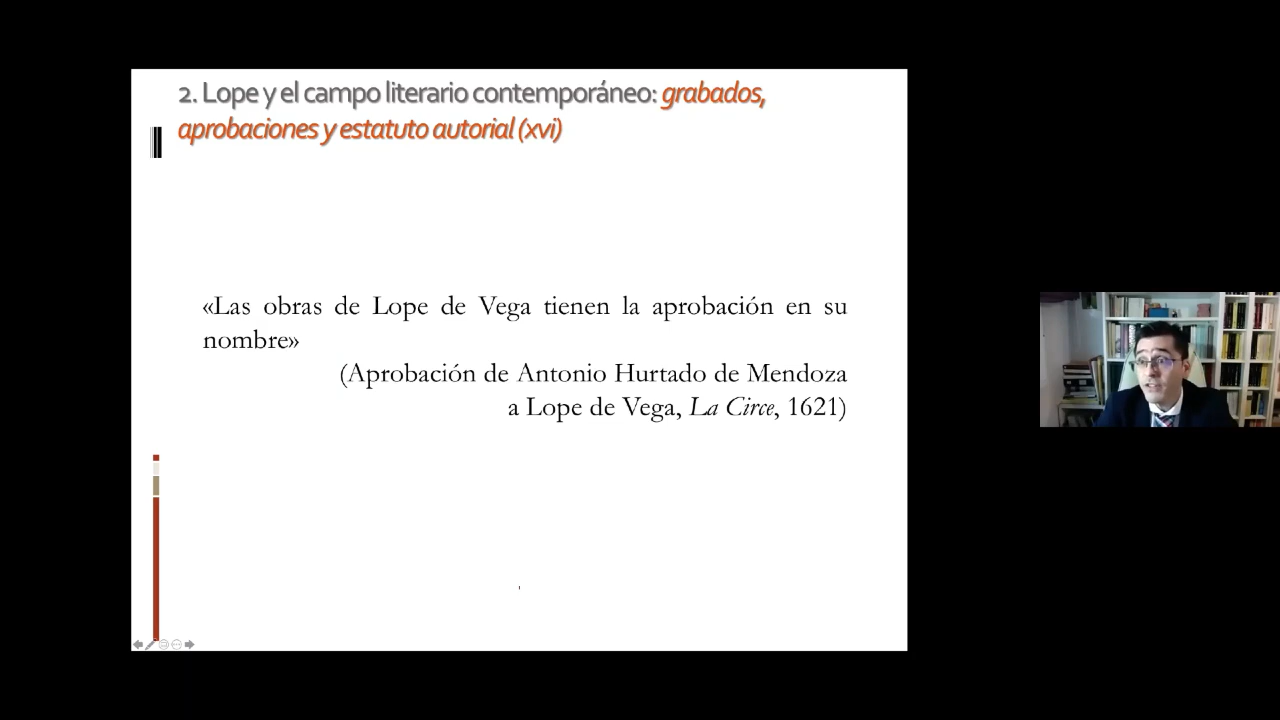 2. Lope y el campo literario contemporáneo: grabados,
aprobaciones y estatuto autorial (xvi)
«Las obras de Lope de Vega tienen la aprobación en su
nombre»
(Aprobación de Antonio Hurtado de Mendoza
a Lope de Vega, La Circe, 1621)